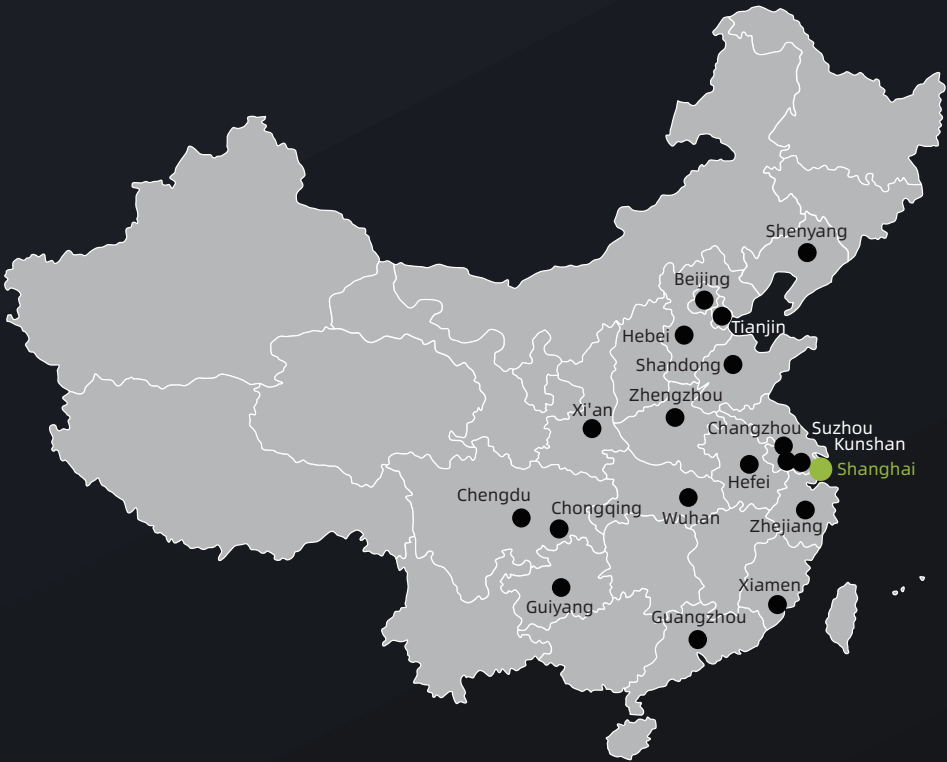 Shenyang
Beijing
Tianjin
Hebei
Shandong
Zhengzhou
Xi'an
Changzhou
Suzhou
Kunshan
Shanghai
Hefei
Chengdu
Chongqing
Wuhan
Zhejiang
Xiamen
Guiyang
Guangzhou